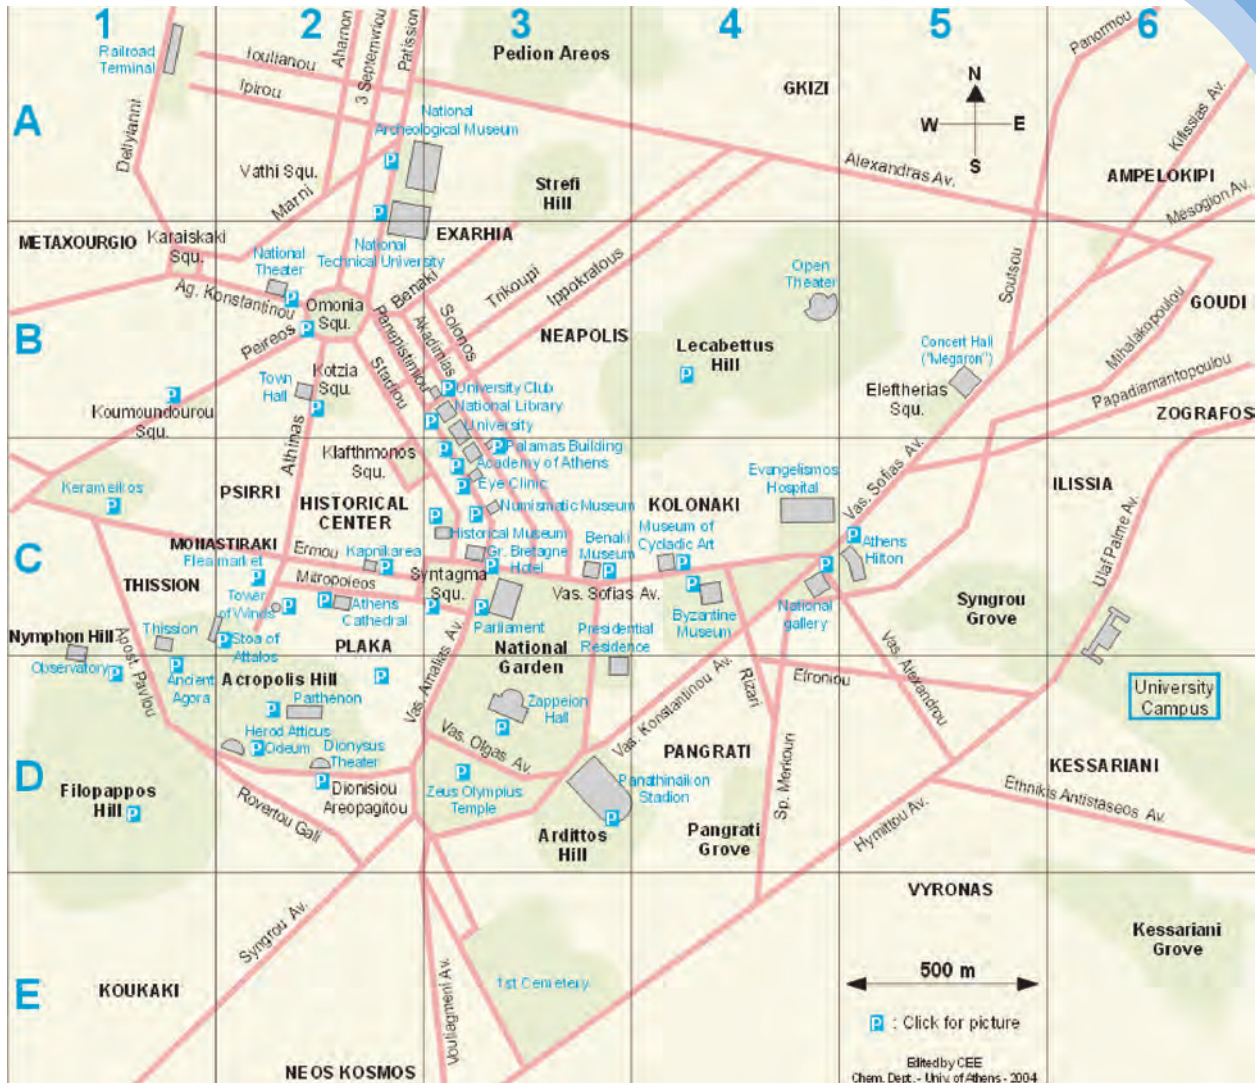 1
2
3
4
5
6
A
B
C
D
E
Railroad
Terminal
Ioulianou
Ipirou
Aharnon
3 Septemvriou
Patission
Pedion Areos
GKIZI
N
W
E
S
Panormou
Kifissias Av.
Deliyianni
National
Archeological Museum
Vathi Squ.
Marni
Strefi
Hill
Alexandras Av.
AMPELOKIPI
Mesogion Av.
METAXOURGIO
Karaiskaki
Squ.
National
Theater
National
Technical University
EXARHIA
Open
Theater
Soutsou
Ag. Konstantinou
Omonia
Squ.
Benaki
Trikoupi
Ippokratous
GOUDI
Peireos
Panepistimiou
Akadimias
Solonos
NEAPOLIS
Lecabettus
Hill
Concert Hall
("Megaron")
Mihalakopoulou
Town
Hall
Kotzia
Squ.
Stadiou
University Club
National Library
University
Eleftherias
Squ.
Papadiamantopoulou
ZOGRAFOS
Koumoundourou
Squ.
Athinas
Klafthmonos
Squ.
Palamas Building
Academy of Athens
Eye Clinic
Evangelismos
Hospital
Vas. Sofias Av.
ILISSIA
Kerameikos
PSIRRI
HISTORICAL
CENTER
Numismatic Museum
KOLONAKI
Ulaf Palme Av.
MONASTIRAKI
Flea market
Ermou
Kapnikarea
Historical Museum
Gr. Bretagne
Hotel
Benaki
Museum
Museum of
Cycladic Art
Athens
Hilton
THISSION
Mitropoleos
Syntagma
Squ.
Vas. Sofias Av.
Tower
of Winds
Athens
Cathedral
Parliament
Presidential
Residence
Byzantine
Museum
National
gallery
Syngrou
Grove
Nymphon Hill
Observatory
Thission
Stoa of
Attalos
PLAKA
National
Garden
Vas. Alexandrou
Apost. Pavlou
Ancient
Agora
Acropolis Hill
Parthenon
Vas. Amalias Av.
Zappeion
Hall
Vas. Konstantinou Av.
Rizari
Efroniou
University
Campus
Herod Atticus
Odeum
Dionysus
Theater
Vas. Olgas Av.
PANGRATI
Sp. Merkouri
KESSARIANI
Filopappos
Hill
Rovertou Gali
Dionisiou
Areopagitou
Zeus Olympius
Temple
Panathinaikon
Stadion
Ethnikis Antistaseos Av.
Ardittos
Hill
Pangrati
Grove
Hymittou Av.
VYRONAS
Kessariani
Grove
Syngrou Av.
KOUKAKI
Vouliagmeni Av.
1st Cemetery
500 m
P : Click for picture
NEOS KOSMOS
Edited by CEE
Chem. Dept. - Univ. of Athens - 2004